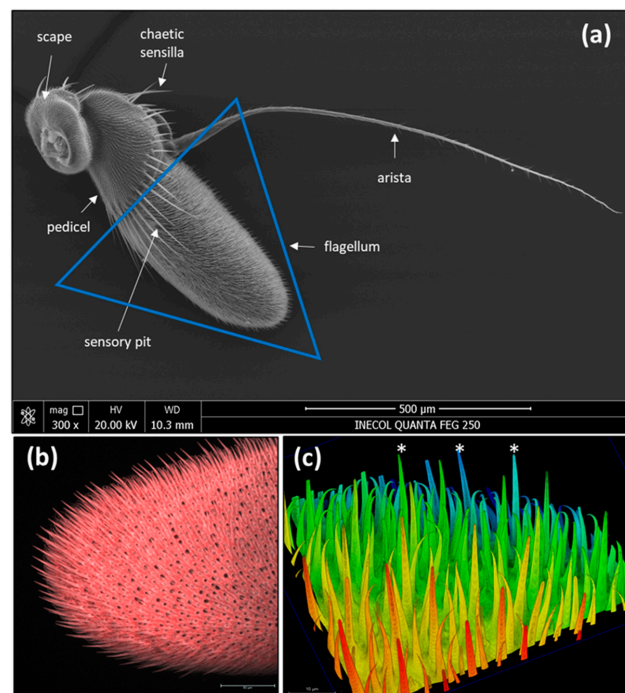 (a)
scape
chaetic
sensilla
arista
pedicel
flagellum
sensory pit
mag HV WD
300 x 20.00 kV 10.3 mm
500 µm
INECOL QUANTA FEG 250
(b)
(c)
* * *